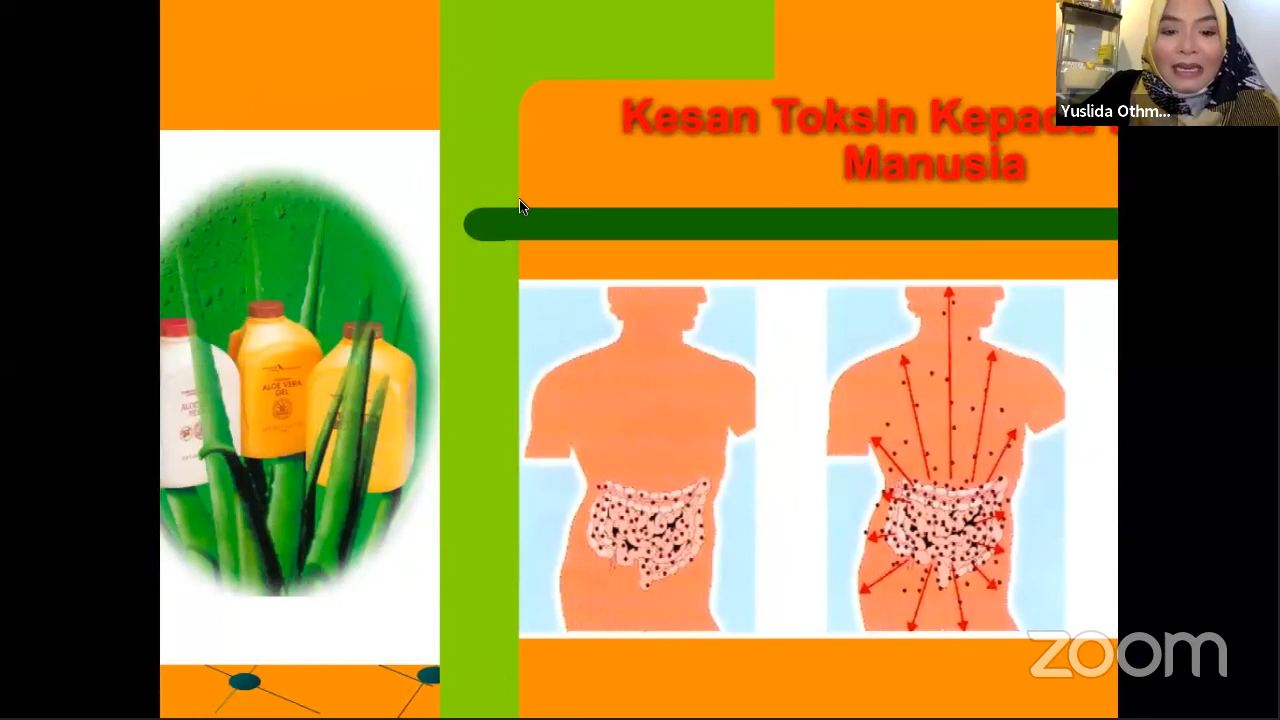 Kesan Toksin Kepada
Manusia
Yuslida Othm...
ALOE VERA
GEL
zoom